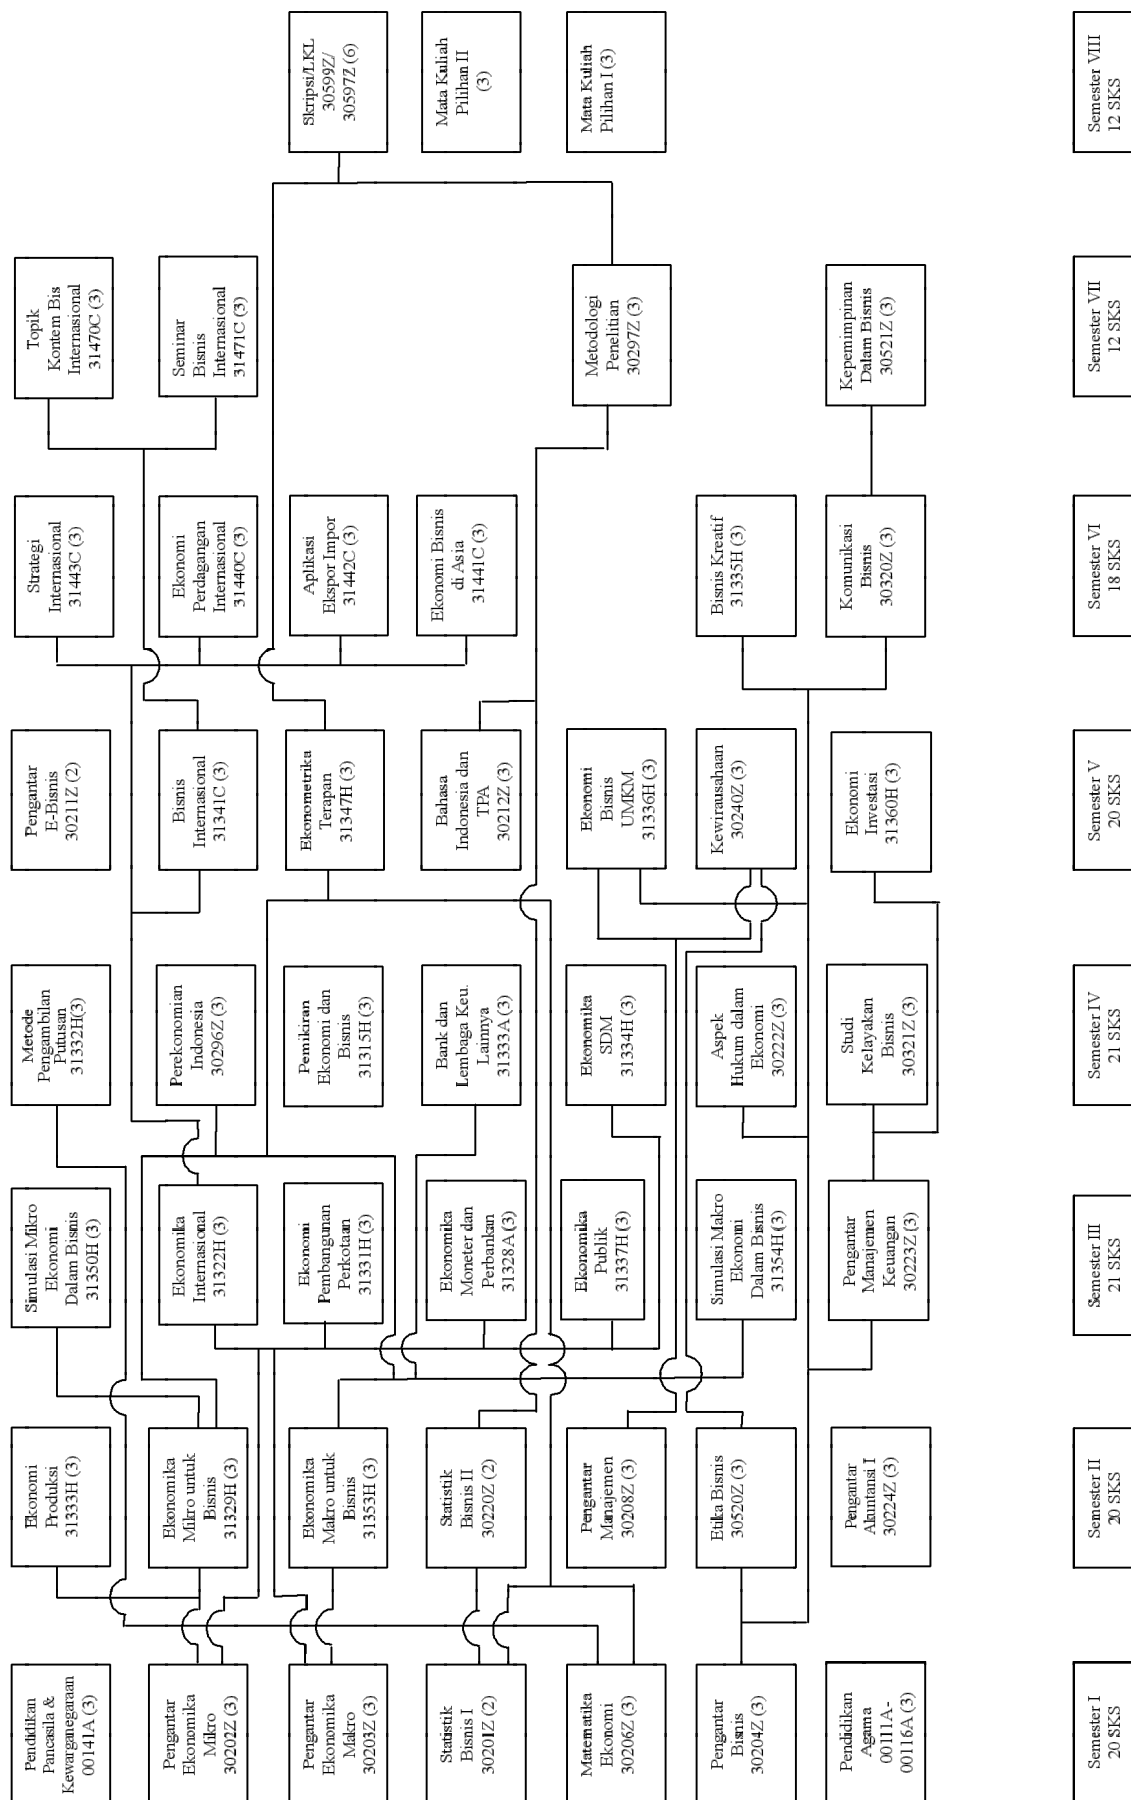 Pendidikan
Pancasila &
Kewarganegaraan
00141A (3)
Ekonomi
Produksi
31333H (3)
Simulasi Mikro
Ekonomi
Dalam Bisnis
31350H (3)
Metode
Pengambilan
Putusan
31332H(3)
Pengantar
E-Bisnis
30211Z (2)
Strategi
Internasional
31443C (3)
Topik
Kontem Bis
Internasional
31470C (3)
Pengantar
Ekonomika
Mikro
30202Z (3)
Ekonomika
Mikro untuk
Bisnis
31329H (3)
Ekonomika
Internasional
31322H (3)
Perekonomian
Indonesia
30296Z (3)
Bisnis
Internasional
31341C (3)
Ekonomi
Perdagangan
Internasional
31440C (3)
Seminar
Bisnis
Internasional
31471C (3)
Pengantar
Ekonomika
Makro
30203Z (3)
Ekonomika
Makro untuk
Bisnis
31353H (3)
Ekonomi
Pembangunan
Perkotaan
31331H (3)
Pemikiran
Ekonomi dan
Bisnis
31315H (3)
Ekonometrika
Terapan
31347H (3)
Aplikasi
Ekspor Impor
31442C (3)
Skripsi/LKL
30599Z/
30597Z (6)
Statistik
Bisnis I
30201Z (2)
Statistik
Bisnis II
30220Z (2)
Ekonomika
Moneter dan
Perbankan
31328A (3)
Bank dan
Lembaga Keu.
Lainnya
31333A (3)
Bahasa
Indonesia dan
TPA
30212Z (3)
Ekonomi Bisnis
di Asia
31441C (3)
Mata Kuliah
Pilihan II
(3)
Matematika
Ekonomi
30206Z (3)
Pengantar
Manajemen
30208Z (3)
Ekonomika
Publik
31337H (3)
Ekonomika
SDM
31334H (3)
Ekonomi
Bisnis
UMKM
31336H (3)
Metodologi
Penelitian
30297Z (3)
Mata Kuliah
Pilihan I (3)
Pengantar
Bisnis
30204Z (3)
Etika Bisnis
30520Z (3)
Simulasi Makro
Ekonomi
Dalam Bisnis
31354H (3)
Aspek
Hukum dalam
Ekonomi
30222Z (3)
Kewirausahaan
30240Z (3)
Bisnis Kreatif
31335H (3)
Pendidikan
Agama
00111A-
00116A (3)
Pengantar
Akuntansi I
30224Z (3)
Pengantar
Manajemen
Keuangan
30223Z (3)
Studi
Kelayakan
Bisnis
30321Z (3)
Ekonomi
Investasi
31360H (3)
Komunikasi
Bisnis
30320Z (3)
Kepemimpinan
Dalam Bisnis
30521Z (3)
Semester I
20 SKS
Semester II
20 SKS
Semester III
21 SKS
Semester IV
21 SKS
Semester V
20 SKS
Semester VI
18 SKS
Semester VII
12 SKS
Semester VIII
12 SKS